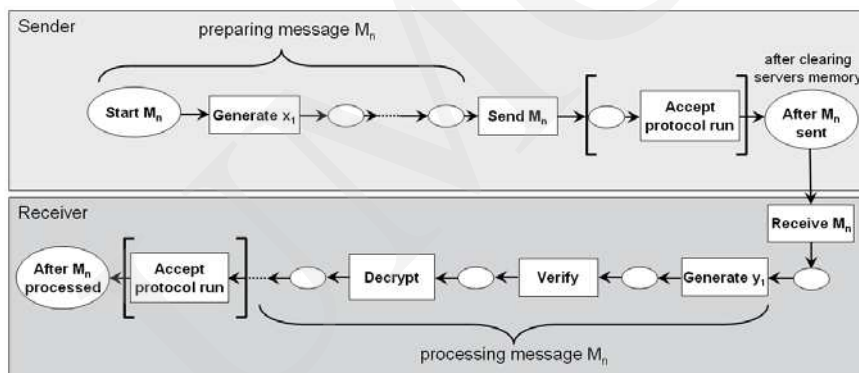 Sender
preparing message Mn
after clearing
servers memory
Start Mn
Generate x1
Send Mn
Accept
protocol run
After Mn
sent
Receiver
Receive Mn
After Mn
processed
Accept
protocol run
Decrypt
Verify
Generate y1
processing message Mn